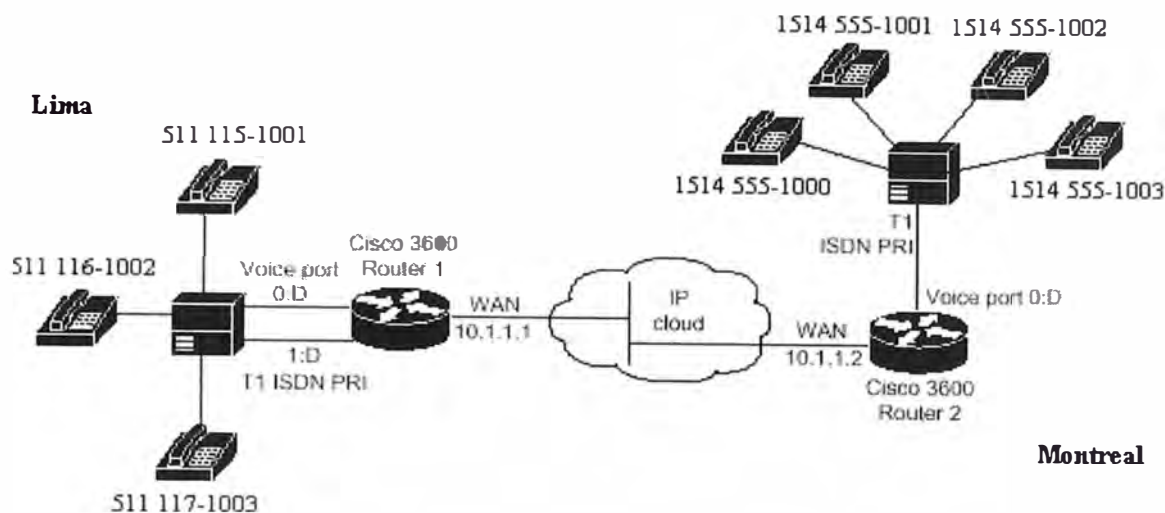 Lima
511 115-1001
511 116-1002
Voice port
0:D
1:D
T1 ISDN PRI
511 117-1003
Cisco 3600
Router 1
WAN
10.1.1.1
IP
cloud
WAN
10.1.1.2
1514 555-1001
1514 555-1002
1514 555-1000
1514 555-1003
T1
ISDN PRI
Voice port 0:D
Cisco 3600
Router 2
Montreal